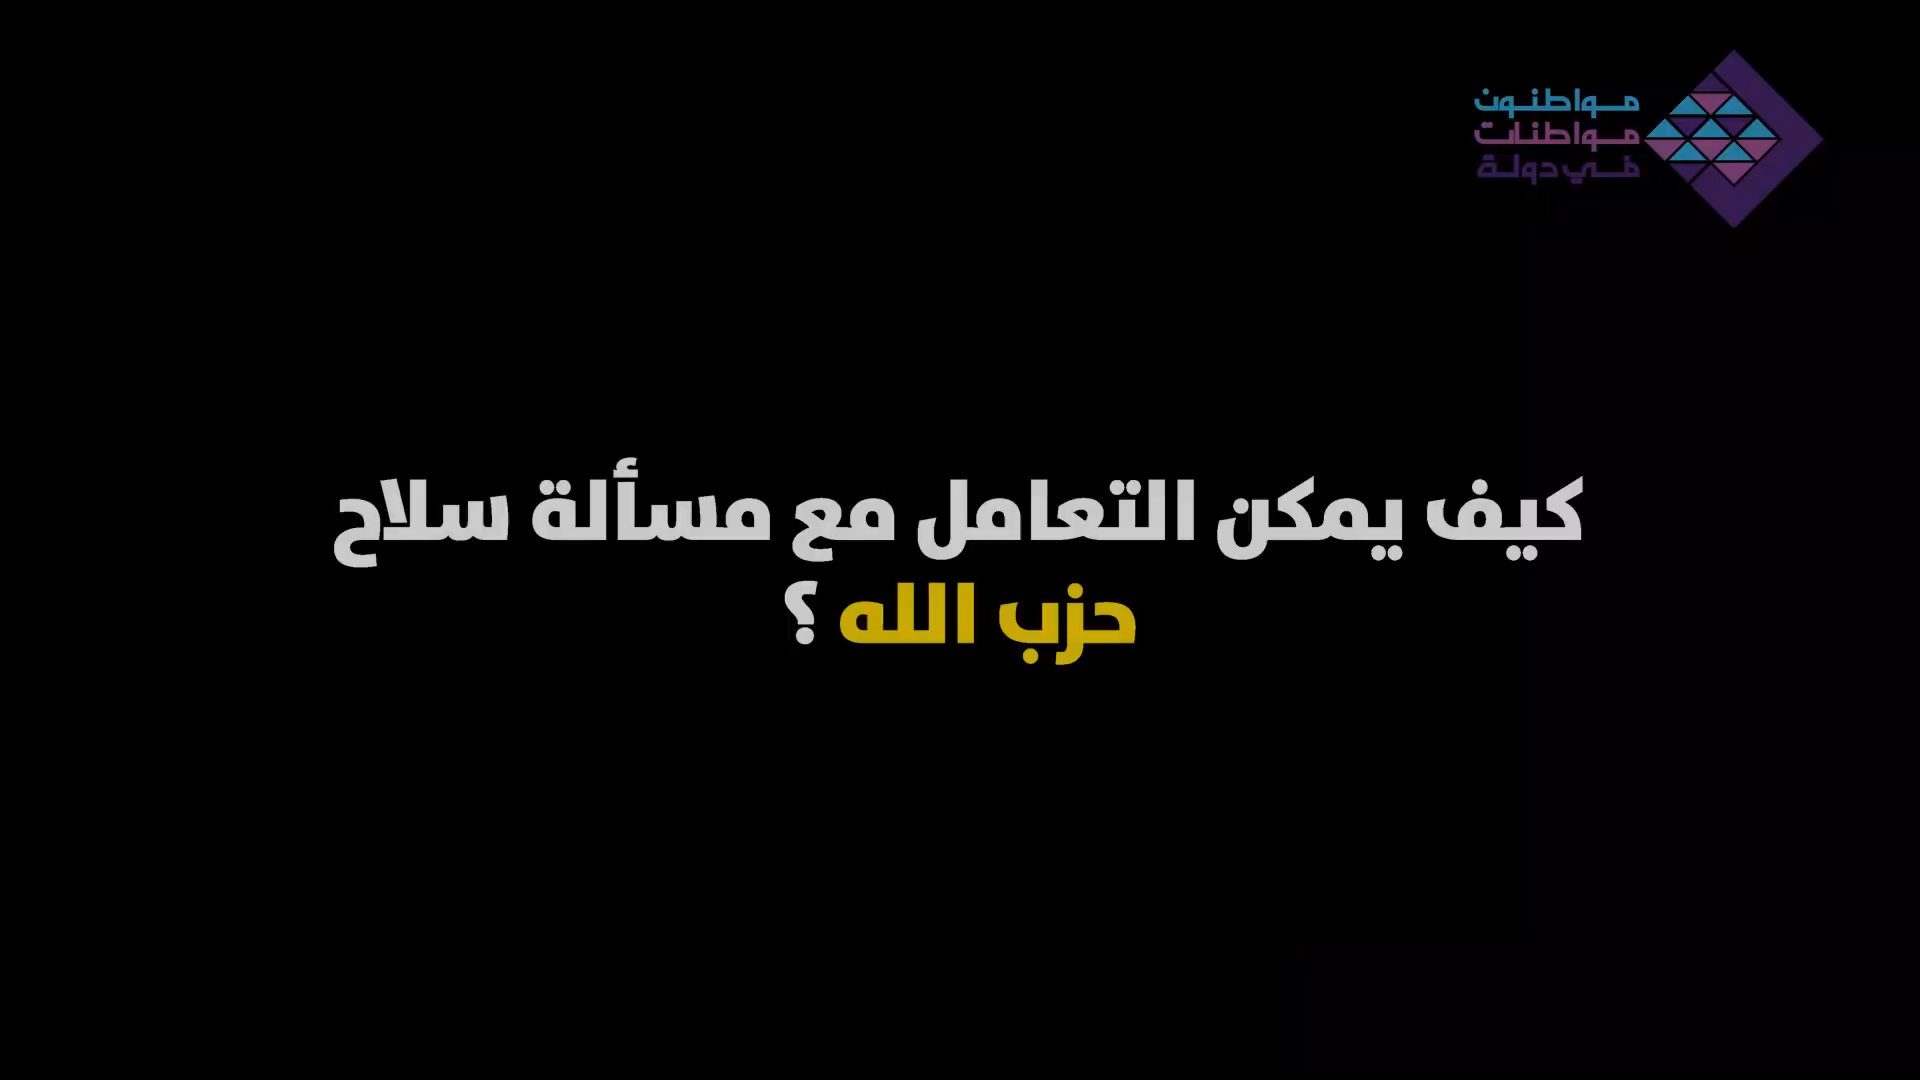 مواطنون
مواطنات
في دولة
كيف يمكن التعامل مع مسألة سلاح
حزب الله ؟